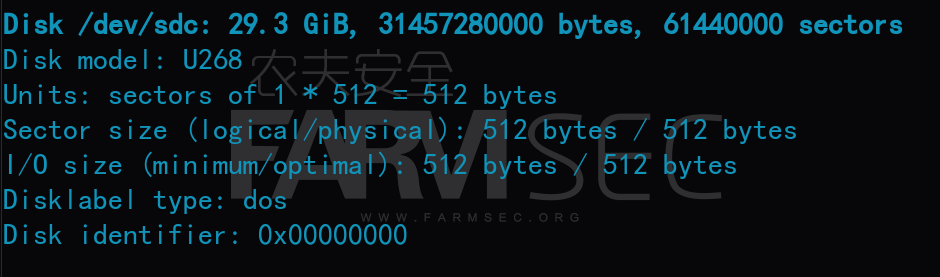 Disk /dev/sdc: 29.3 GiB, 31457280000 bytes, 61440000 sectors
Disk model: U268
农夫安全
Units: sectors of 1 * 512 = 512 bytes
Sector size (logical/physical): 512 bytes / 512 bytes
FARMSEC
I/O size (minimum/optimal): 512 bytes / 512 bytes
Disklabel type: dos
WWW.FARMSEC.ORG
Disk identifier: 0x00000000